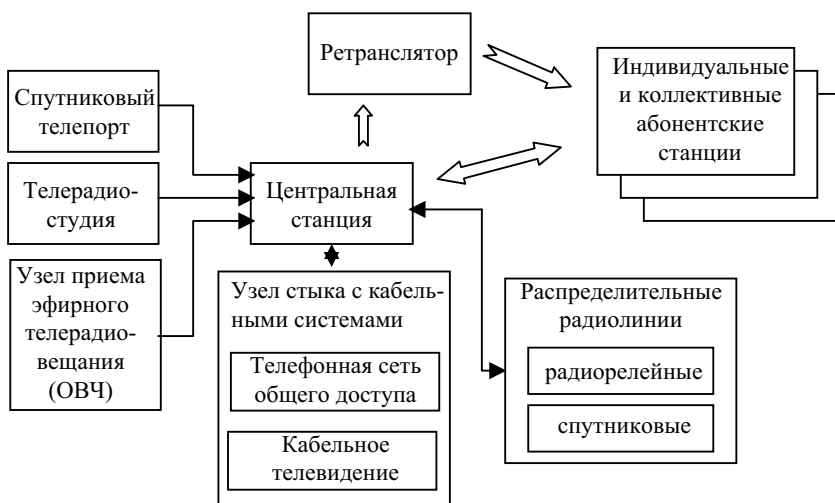 Ретранслятор
Индивидуальные
и коллективные
абонентские
станции
Спутниковый
телепорт
Телерадио-
студия
Центральная
станция
Узел приема
эфирного
телерадио-
вещания
(ОВЧ)
Узел стыка с кабель-
ными системами
Телефонная сеть
общего доступа
Кабельное
телевидение
Распределительные
радиолинии
радиорелейные
спутниковые